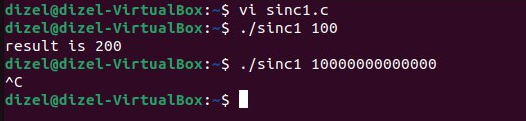 dizel@dizel-VirtualBox:~$ vi sinc1.c
dizel@dizel-VirtualBox:~$ ./sinc1 100
result is 200
dizel@dizel-VirtualBox:~$ ./sinc1 10000000000000
^C
dizel@dizel-VirtualBox:~$